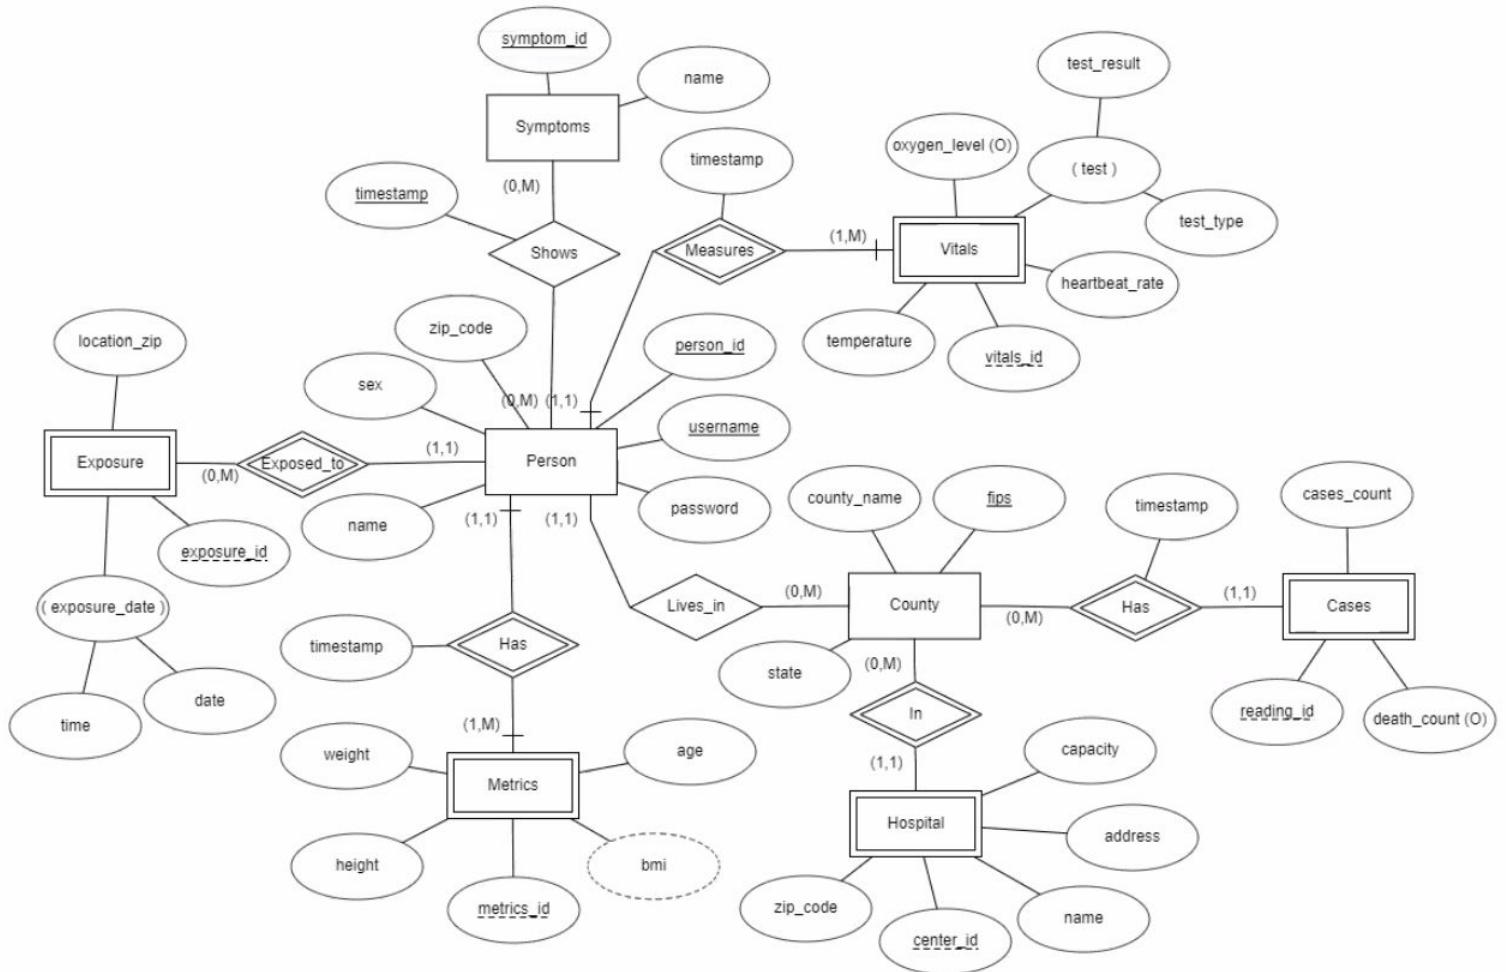 symptom_id
name
Symptoms
(0,M)
timestamp
Shows
timestamp
Measures
(1,M)
test_result
oxygen_level (O)
( test )
test_type
Vitals
heartbeat_rate
temperature
vitals_id
location_zip
sex
zip_code
person_id
(0,M)
(1,1)
username
Exposure
(0,M)
Exposed_to
(1,1)
Person
name
(1,1)
(1,1)
password
exposure_id
( exposure_date )
time
date
county_name
fips
timestamp
cases_count
Lives_in
(0,M)
County
(0,M)
Has
(1,1)
Cases
timestamp
Has
state
(0,M)
reading_id
death_count (O)
In
(1,M)
weight
age
Metrics
(1,1)
capacity
Hospital
address
height
metrics_id
bmi
zip_code
center_id
name